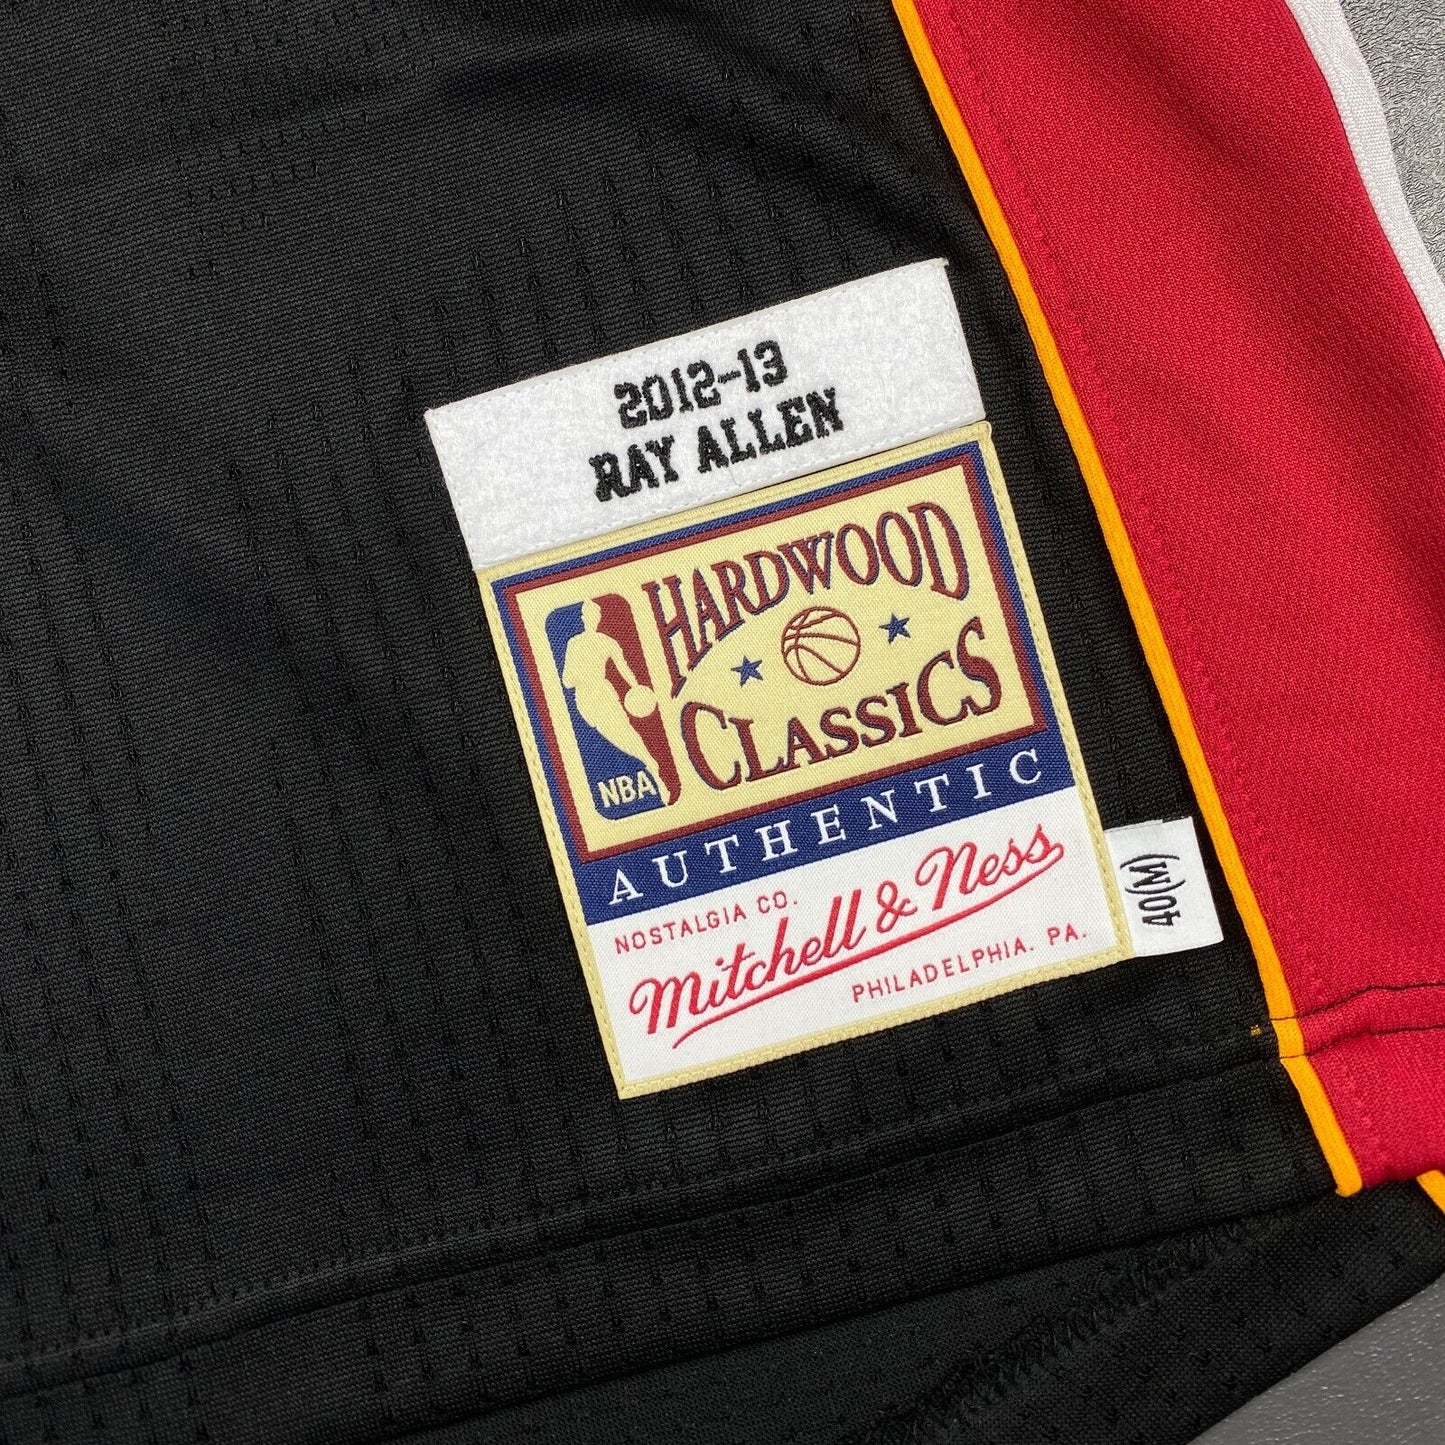 2012-13
RAY ALLEN
HARDWOOD
CLASSICS
NBA
AUTHENTIC
NOSTALGIA CO.
Mitchell & Ness
PHILADELPHIA. PA.
40(M)